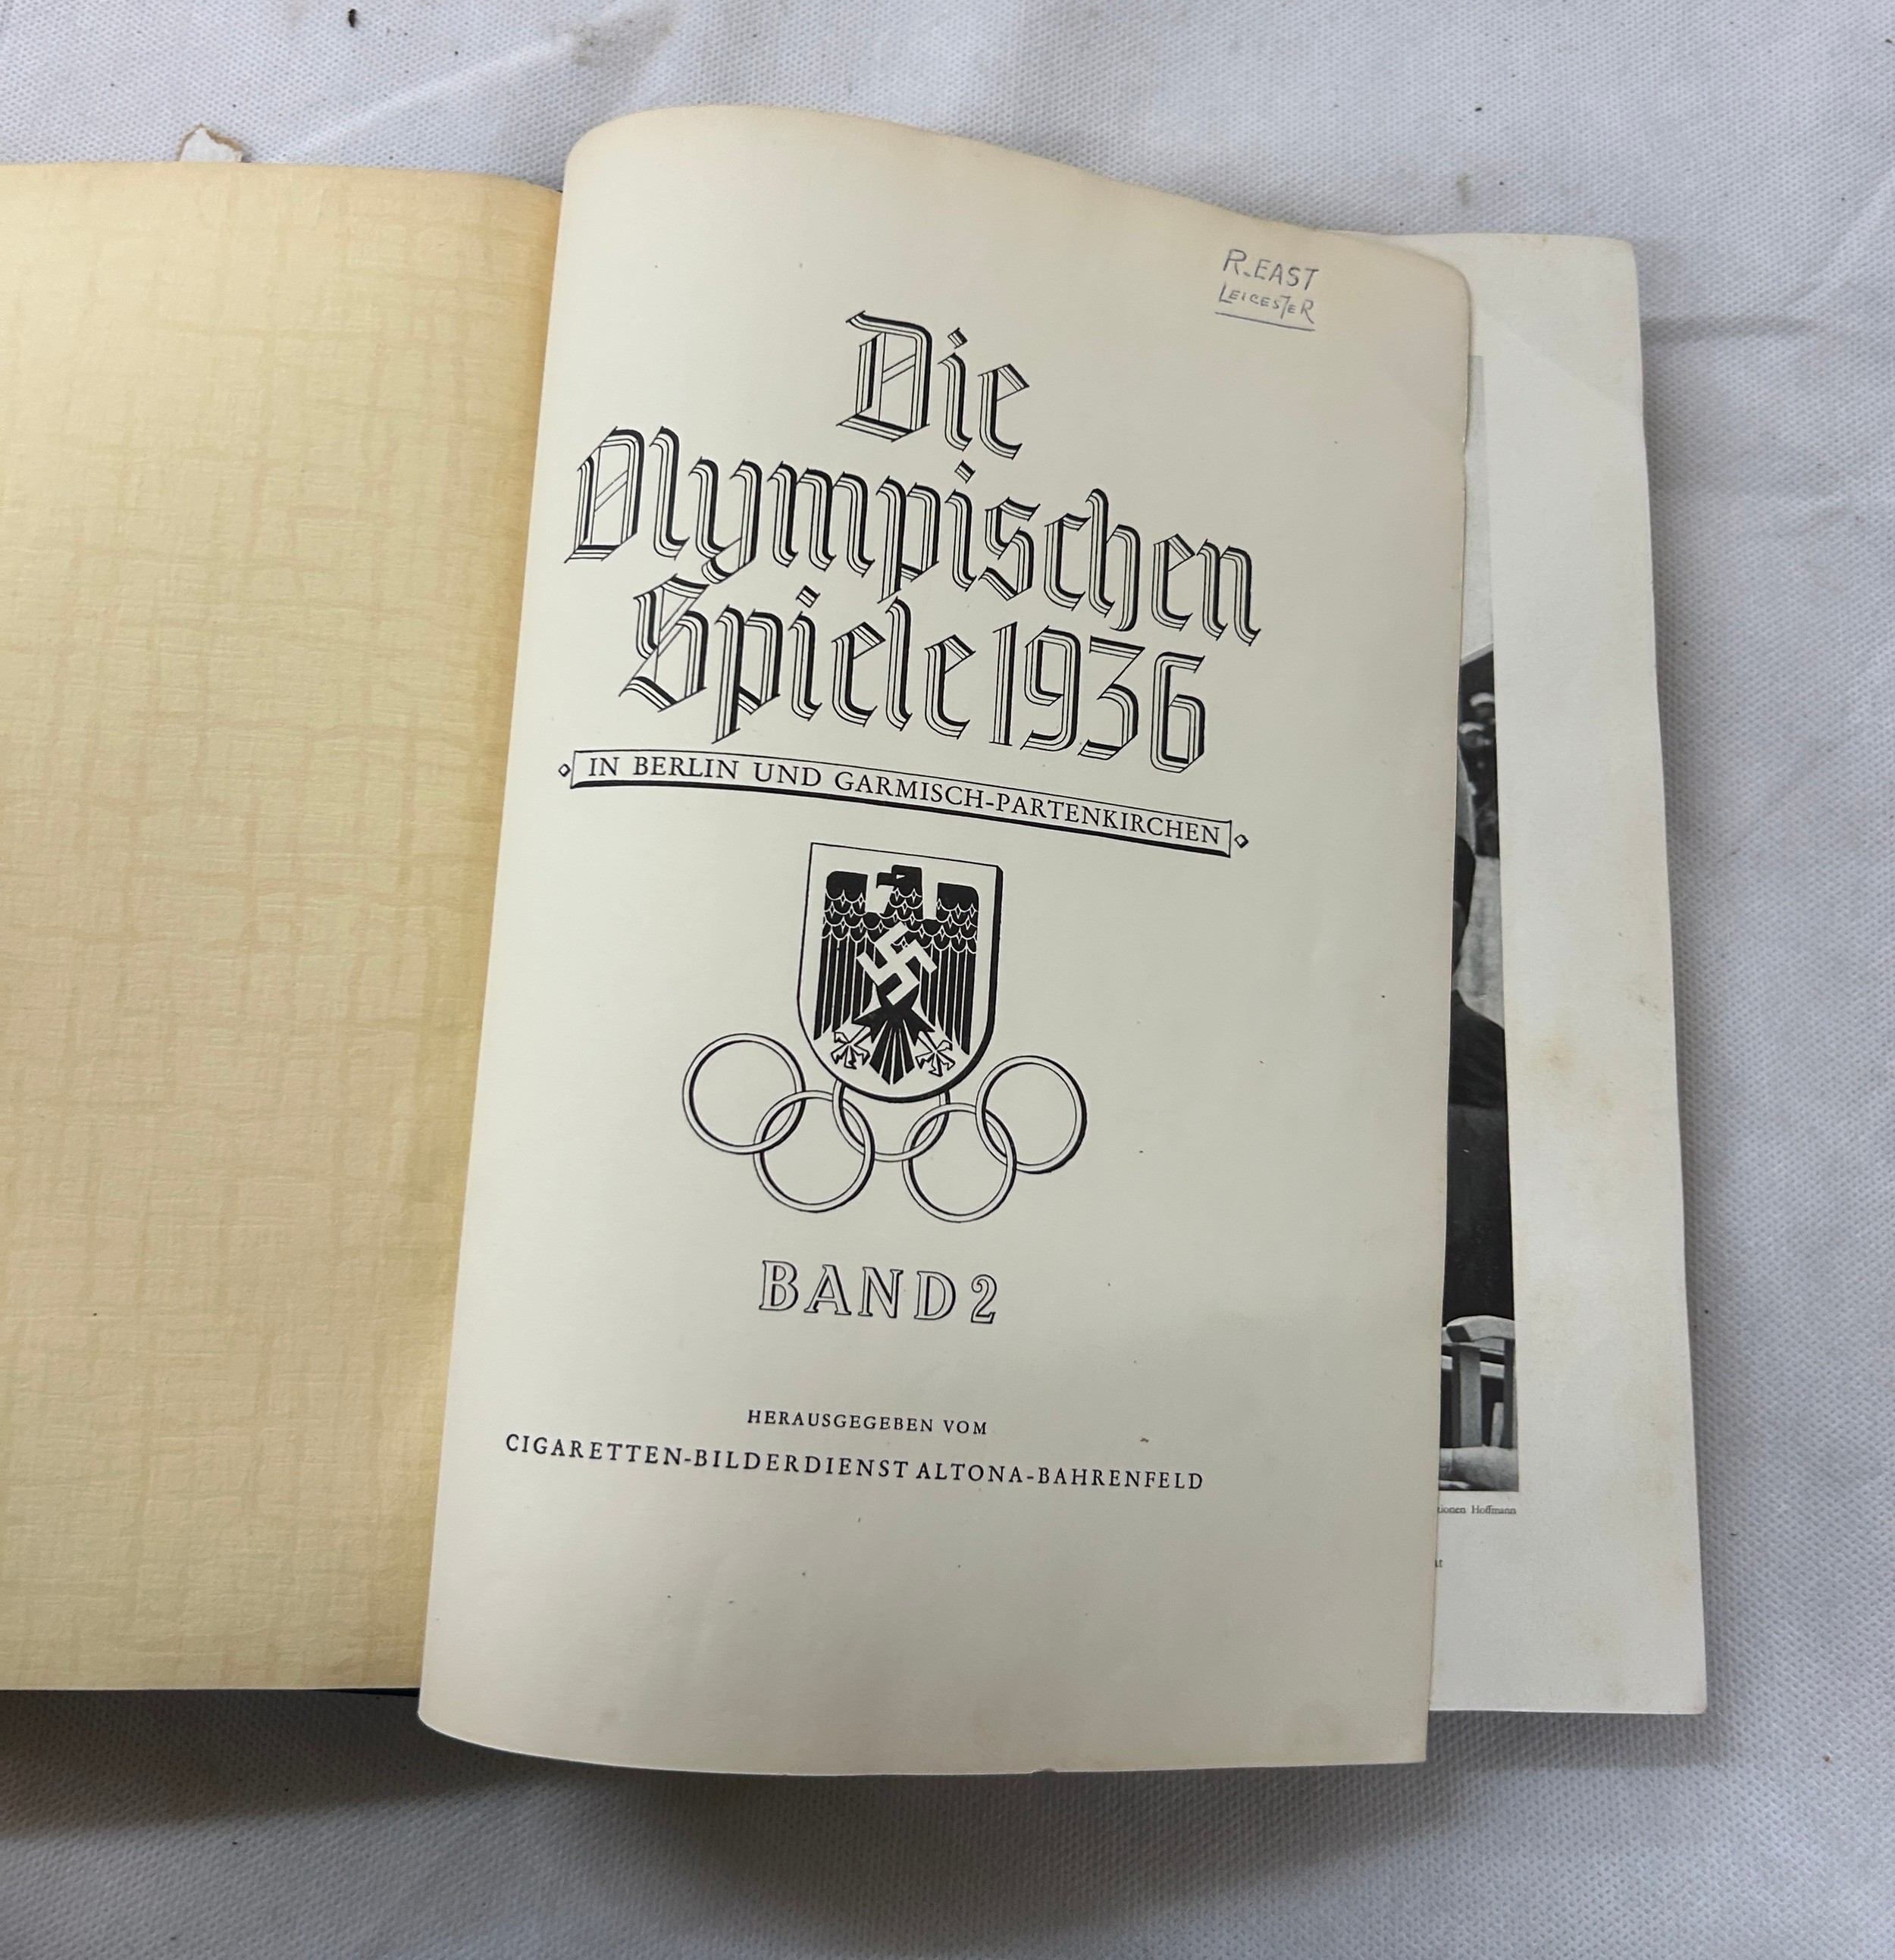 R. EAST
LEICESTER
Die
Olympischen
Spiele 1936
IN BERLIN UND GARMISCH-PARTENKIRCHEN
BAND 2
HERAUSGEGEBEN VOM
CIGARETTEN-BILDERDIENST ALTONA-BAHRENFELD
Hoffmann